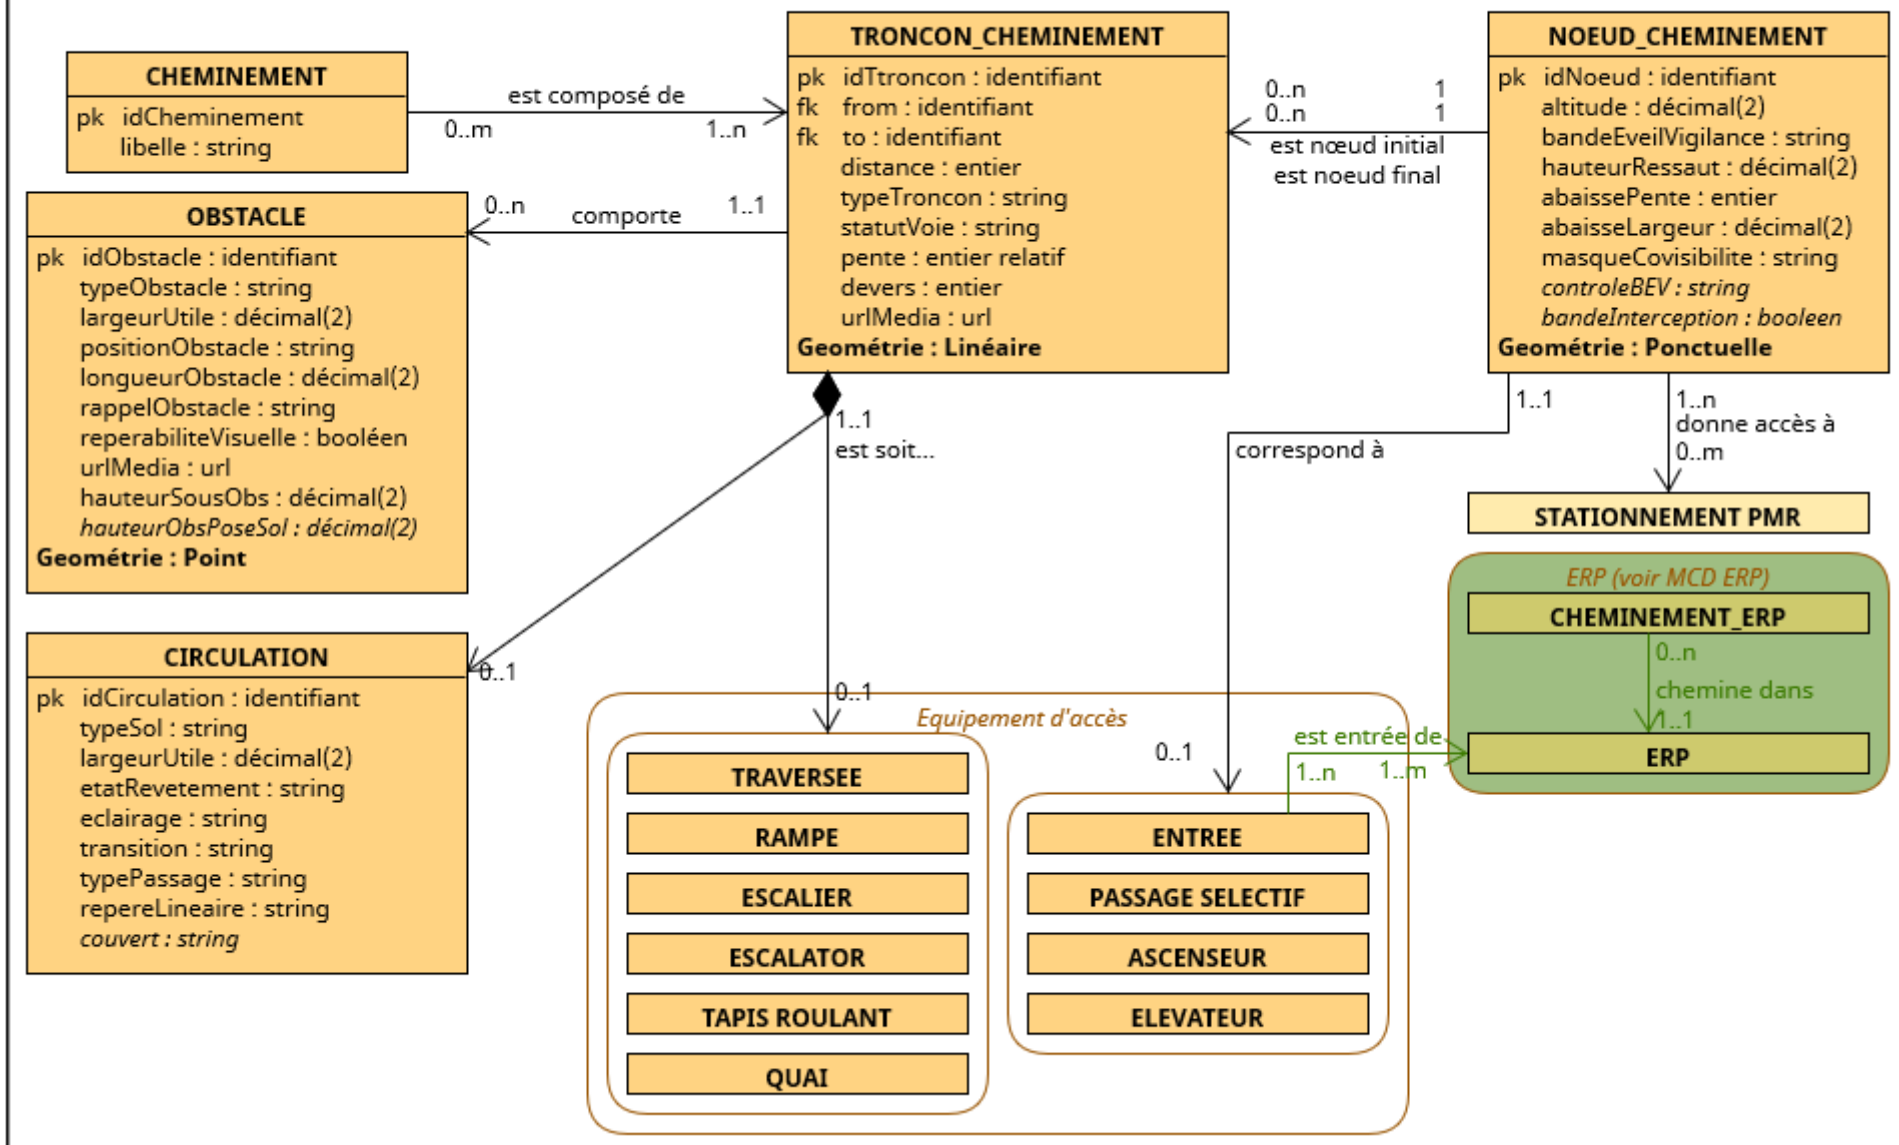 CHEMINEMENT
pk idCheminement
libelle : string
est composé de
0..m
1..n
TRONCON_CHEMINEMENT
pk idTtroncon : identifiant
fk from : identifiant
fk to : identifiant
distance : entier
typeTroncon : string
statutVoie : string
pente : entier relatif
devers : entier
urlMedia : url
Geométrie : Linéaire
0..n 1
0..n 1
est nœud initial
est noeud final
NOEUD_CHEMINEMENT
pk idNoeud : identifiant
altitude : décimal(2)
bandeEveilVigilance : string
hauteurRessaut : décimal(2)
abaissePente : entier
abaisseLargeur : décimal(2)
masqueCovisibilite : string
controleBEV : string
bandeInterception : booleen
Geométrie : Ponctuelle
OBSTACLE
pk idObstacle : identifiant
typeObstacle : string
largeurUtile : décimal(2)
positionObstacle : string
longueurObstacle : décimal(2)
rappelObstacle : string
reperabiliteVisuelle : booléen
urlMedia : url
hauteurSousObs : décimal(2)
hauteurObsPoseSol : décimal(2)
Geométrie : Point
0..n
comporte
1..1
1..1
est soit...
0..1
0..1
1..1
correspond à
0..1
1..n
donne accès à
0..m
STATIONNEMENT PMR
ERP (voir MCD ERP)
CHEMINEMENT_ERP
0..n
chemine dans
1..1
ERP
CIRCULATION
pk idCirculation : identifiant
typeSol : string
largeurUtile : décimal(2)
etatRevetement : string
eclairage : string
transition : string
typePassage : string
repereLineaire : string
couvert : string
Equipement d'accès
TRAVERSEE
RAMPE
ESCALIER
ESCALATOR
TAPIS ROULANT
QUAI
est entrée de
1..n
1..m
ENTREE
PASSAGE SELECTIF
ASCENSEUR
ELEVATEUR